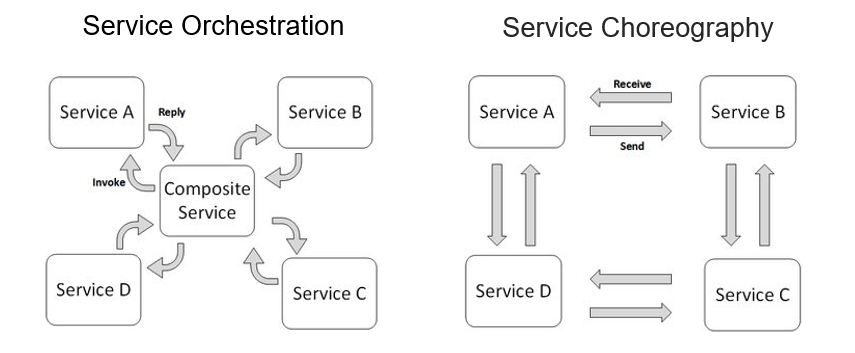 Service Orchestration
Service A
Reply
Service B
Invoke
Composite
Service
Service D
Service C
Service Choreography
Service A
Receive
Send
Service B
Service D
Service C